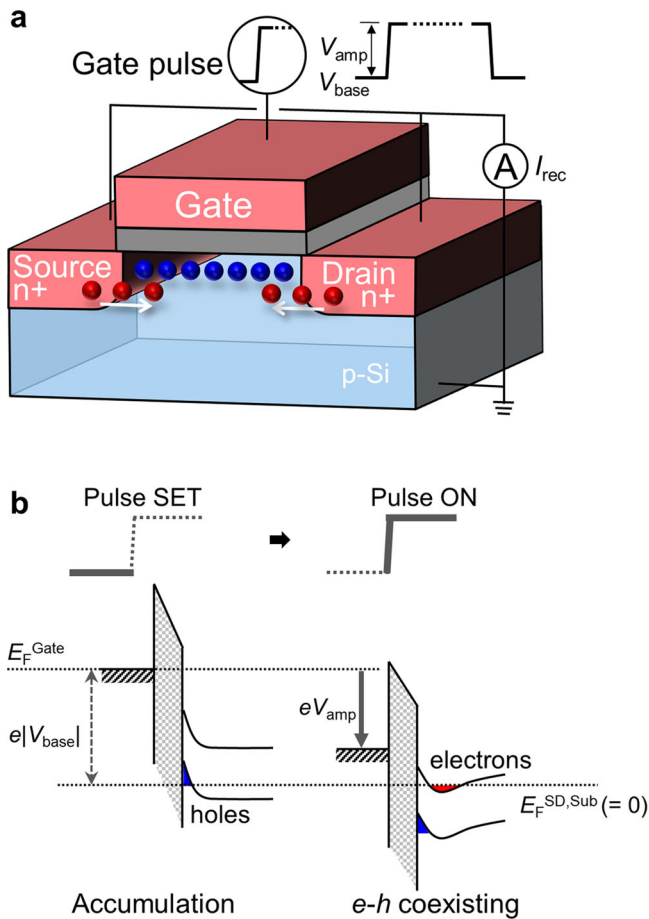 a
Gate pulse
V_amp
V_base
A
I_rec
Gate
Source
n+
Drain
n+
p-Si
b
Pulse SET
Pulse ON
E_F^Gate
e|V_base|
eV_amp
electrons
holes
E_F^SD,Sub (= 0)
Accumulation
e-h coexisting